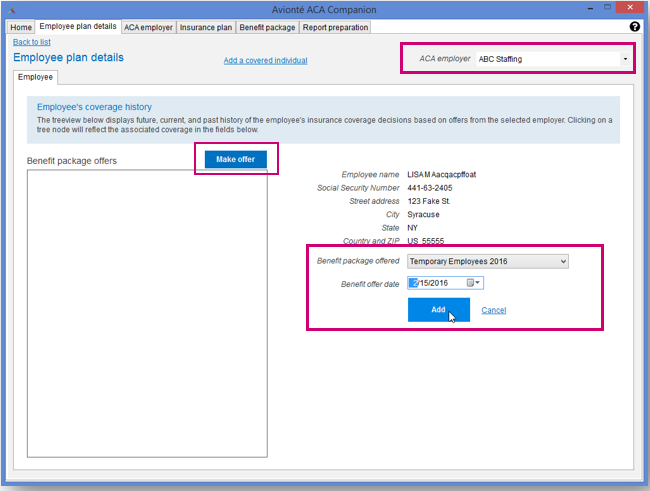 Avionté ACA Companion
Home Employee plan details ACA employer Insurance plan Benefit package Report preparation
Back to list
Employee plan details Add a covered individual ACA employer ABC Staffing
Employee
Employee's coverage history
The treeview below displays future, current, and past history of the employee's insurance coverage decisions based on offers from the selected employer. Clicking on a
tree node will reflect the associated coverage in the fields below.
Benefit package offers Make offer
Employee name LISA M Aacqacpffoat
Social Security Number 441-63-2405
Street address 123 Fake St.
City Syracuse
State NY
Country and ZIP US 55555
Benefit package offered Temporary Employees 2016
Benefit offer date 2/15/2016
Add Cancel